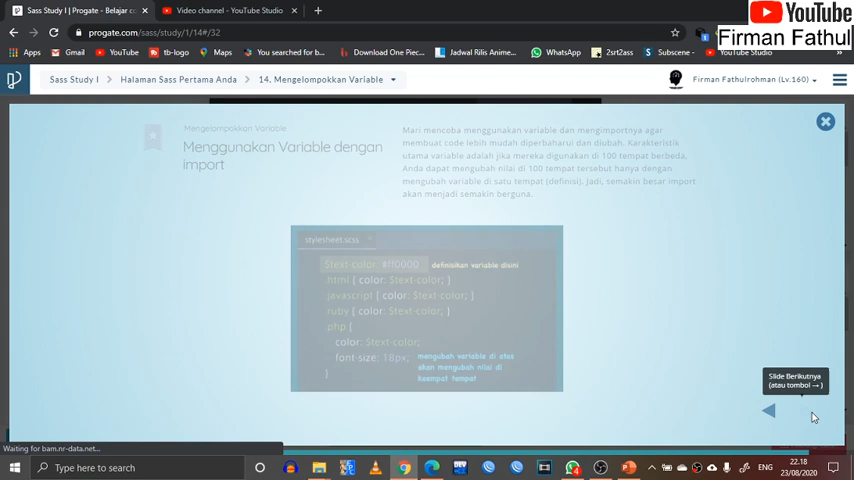 Sass Study I | Progate - Belajar co
Video channel - YouTube Studio
YouTube
Firman Fathul
progate.com/sass/study/1/14#/32
Apps
Gmail
YouTube
tb-logo
Maps
You searched for b...
Download One Piec...
Jadwal Rilis Anime...
WhatsApp
2srt2ass
Subscene -
YouTube Studio
Sass Study I
Halaman Sass Pertama Anda
14. Mengelompokkan Variable
Firman Fathulrohman (Lv.160)
Mengelompokkan Variable
Menggunakan Variable dengan
import
Mari mencoba menggunakan variable dan mengimportnya agar
membuat code lebih mudah diperbaharui dan diubah. Karakteristik
utama variable adalah jika mereka digunakan di 100 tempat berbeda,
Anda dapat mengubah nilai di 100 tempat tersebut hanya dengan
mengubah variable di satu tempat (definisi). Jadi, semakin besar import
akan menjadi semakin berguna.
stylesheet.scss
$text-color: #ff0000
definisikan variable disini
.html { color: $text-color; }
.javascript { color: $text-color; }
.ruby { color: $text-color; }
.php {
color: $text-color;
font-size: 18px;
}
mengubah variable di atas
akan mengubah nilai di
keempat tempat
Slide Berikutnya
(atau tombol → )
Waiting for bam.nr-data.net...
Type here to search
ENG
22.18
23/08/2020